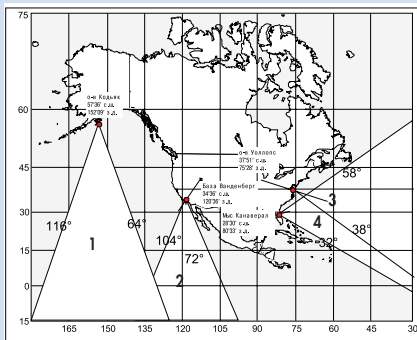 75
60
45
30
15
0
15
165
150
135
120
105
90
75
60
45
30
о-в Кодьяк
57°36' с.ш.
152°09' з.д.
о-в Уоллопс
37°51' с.ш.
75°28' з.д.
База Ванденберг
34°36' с.ш.
120°36' з.д.
Мыс Канаверал
28°30' с.ш.
80°33' з.д.
116°
64°
1
104°
72°
2
58°
3
4
38°
32°